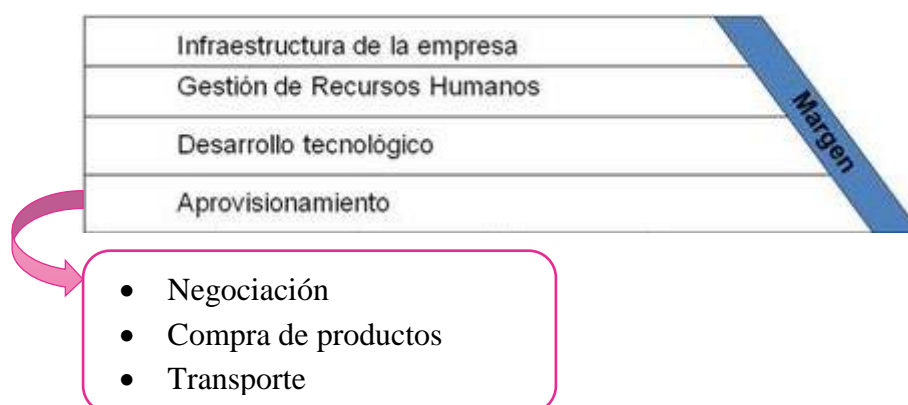 Infraestructura de la empresa
Gestión de Recursos Humanos
Margen
Desarrollo tecnológico
Aprovisionamiento
• Negociación
• Compra de productos
• Transporte